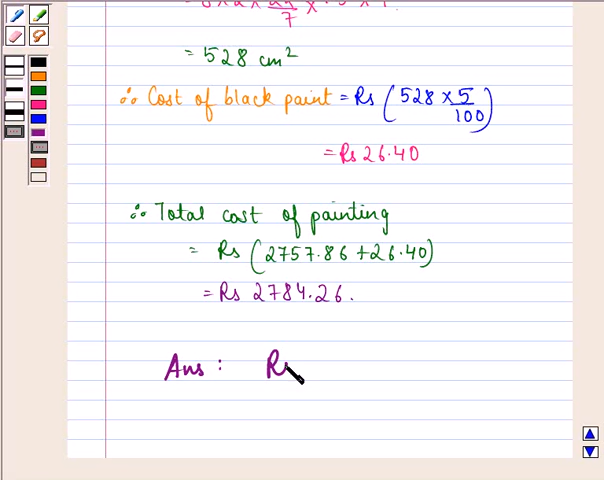 = 528 cm²
∴ Cost of black paint = Rs (528 × 5/100)
= Rs 26.40
∴ Total cost of painting
= Rs (2757.86 + 26.40)
= Rs 2784.26.
Ans : Rs